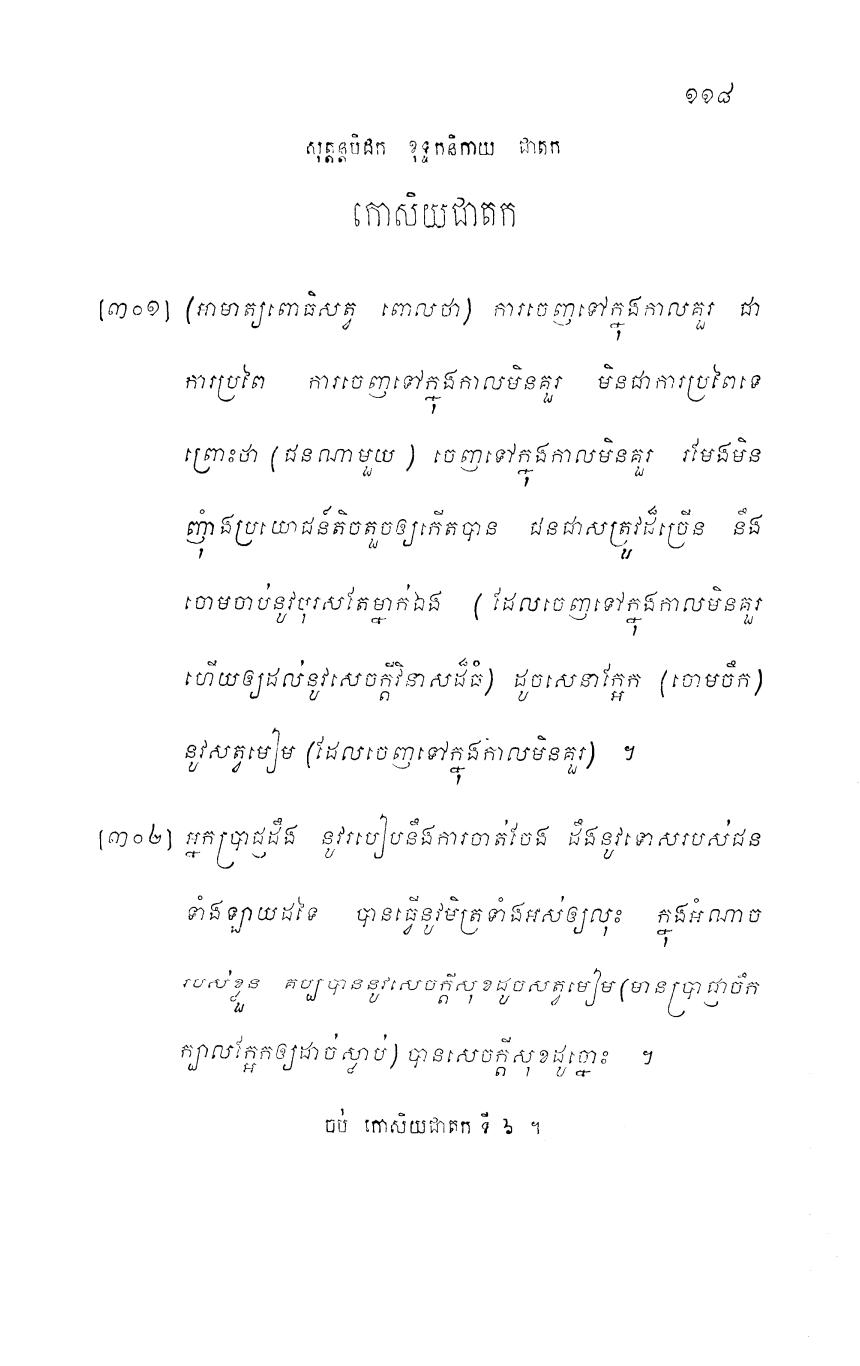 ១១៨
សុត្តន្តបិដក ខុទ្ទកនិកាយ ជាតក
កោសិយជាតក
[៣០១] (អាមាត្យពោធិសត្វ ពោលថា) ការចេញទៅក្នុងកាលគួរ ជា
ការប្រពៃ ការចេញទៅក្នុងកាលមិនគួរ មិនជាការប្រពៃទេ
ព្រោះថា (ជនណាមួយ) ចេញទៅក្នុងកាលមិនគួរ រមែងមិន
ញុំាងប្រយោជន៍តិចតួចឲ្យកើតបាន ជនជាសត្រូវដ៏ច្រើន នឹង
ចោមចាប់នូវបុរសតែម្នាក់ឯង (ដែលចេញទៅក្នុងកាលមិនគួរ
ហើយឲ្យដល់នូវសេចក្តីវិនាសដ៏ធំ) ដូចសេនាក្អែក (ចោមចឹក)
នូវសត្វមៀម (ដែលចេញទៅក្នុងកាលមិនគួរ) ។
[៣០២] អ្នកប្រាជ្ញដឹង នូវរបៀបនឹងការចាត់ចែង ដឹងនូវទោសរបស់ជន
ទាំងឡាយដទៃ បានធ្វើនូវមិត្រទាំងអស់ឲ្យលុះ ក្នុងអំណាច
របស់ខ្លួន គប្បីបាននូវសេចក្តីសុខដូចសត្វមៀម(មានប្រាជ្ញាចឹក
ក្បាលក្អែកឲ្យដាច់ស្លាប់) បានសេចក្តីសុខដូច្នោះ ។
ចប់ កោសិយជាតក ទី ៦ ។